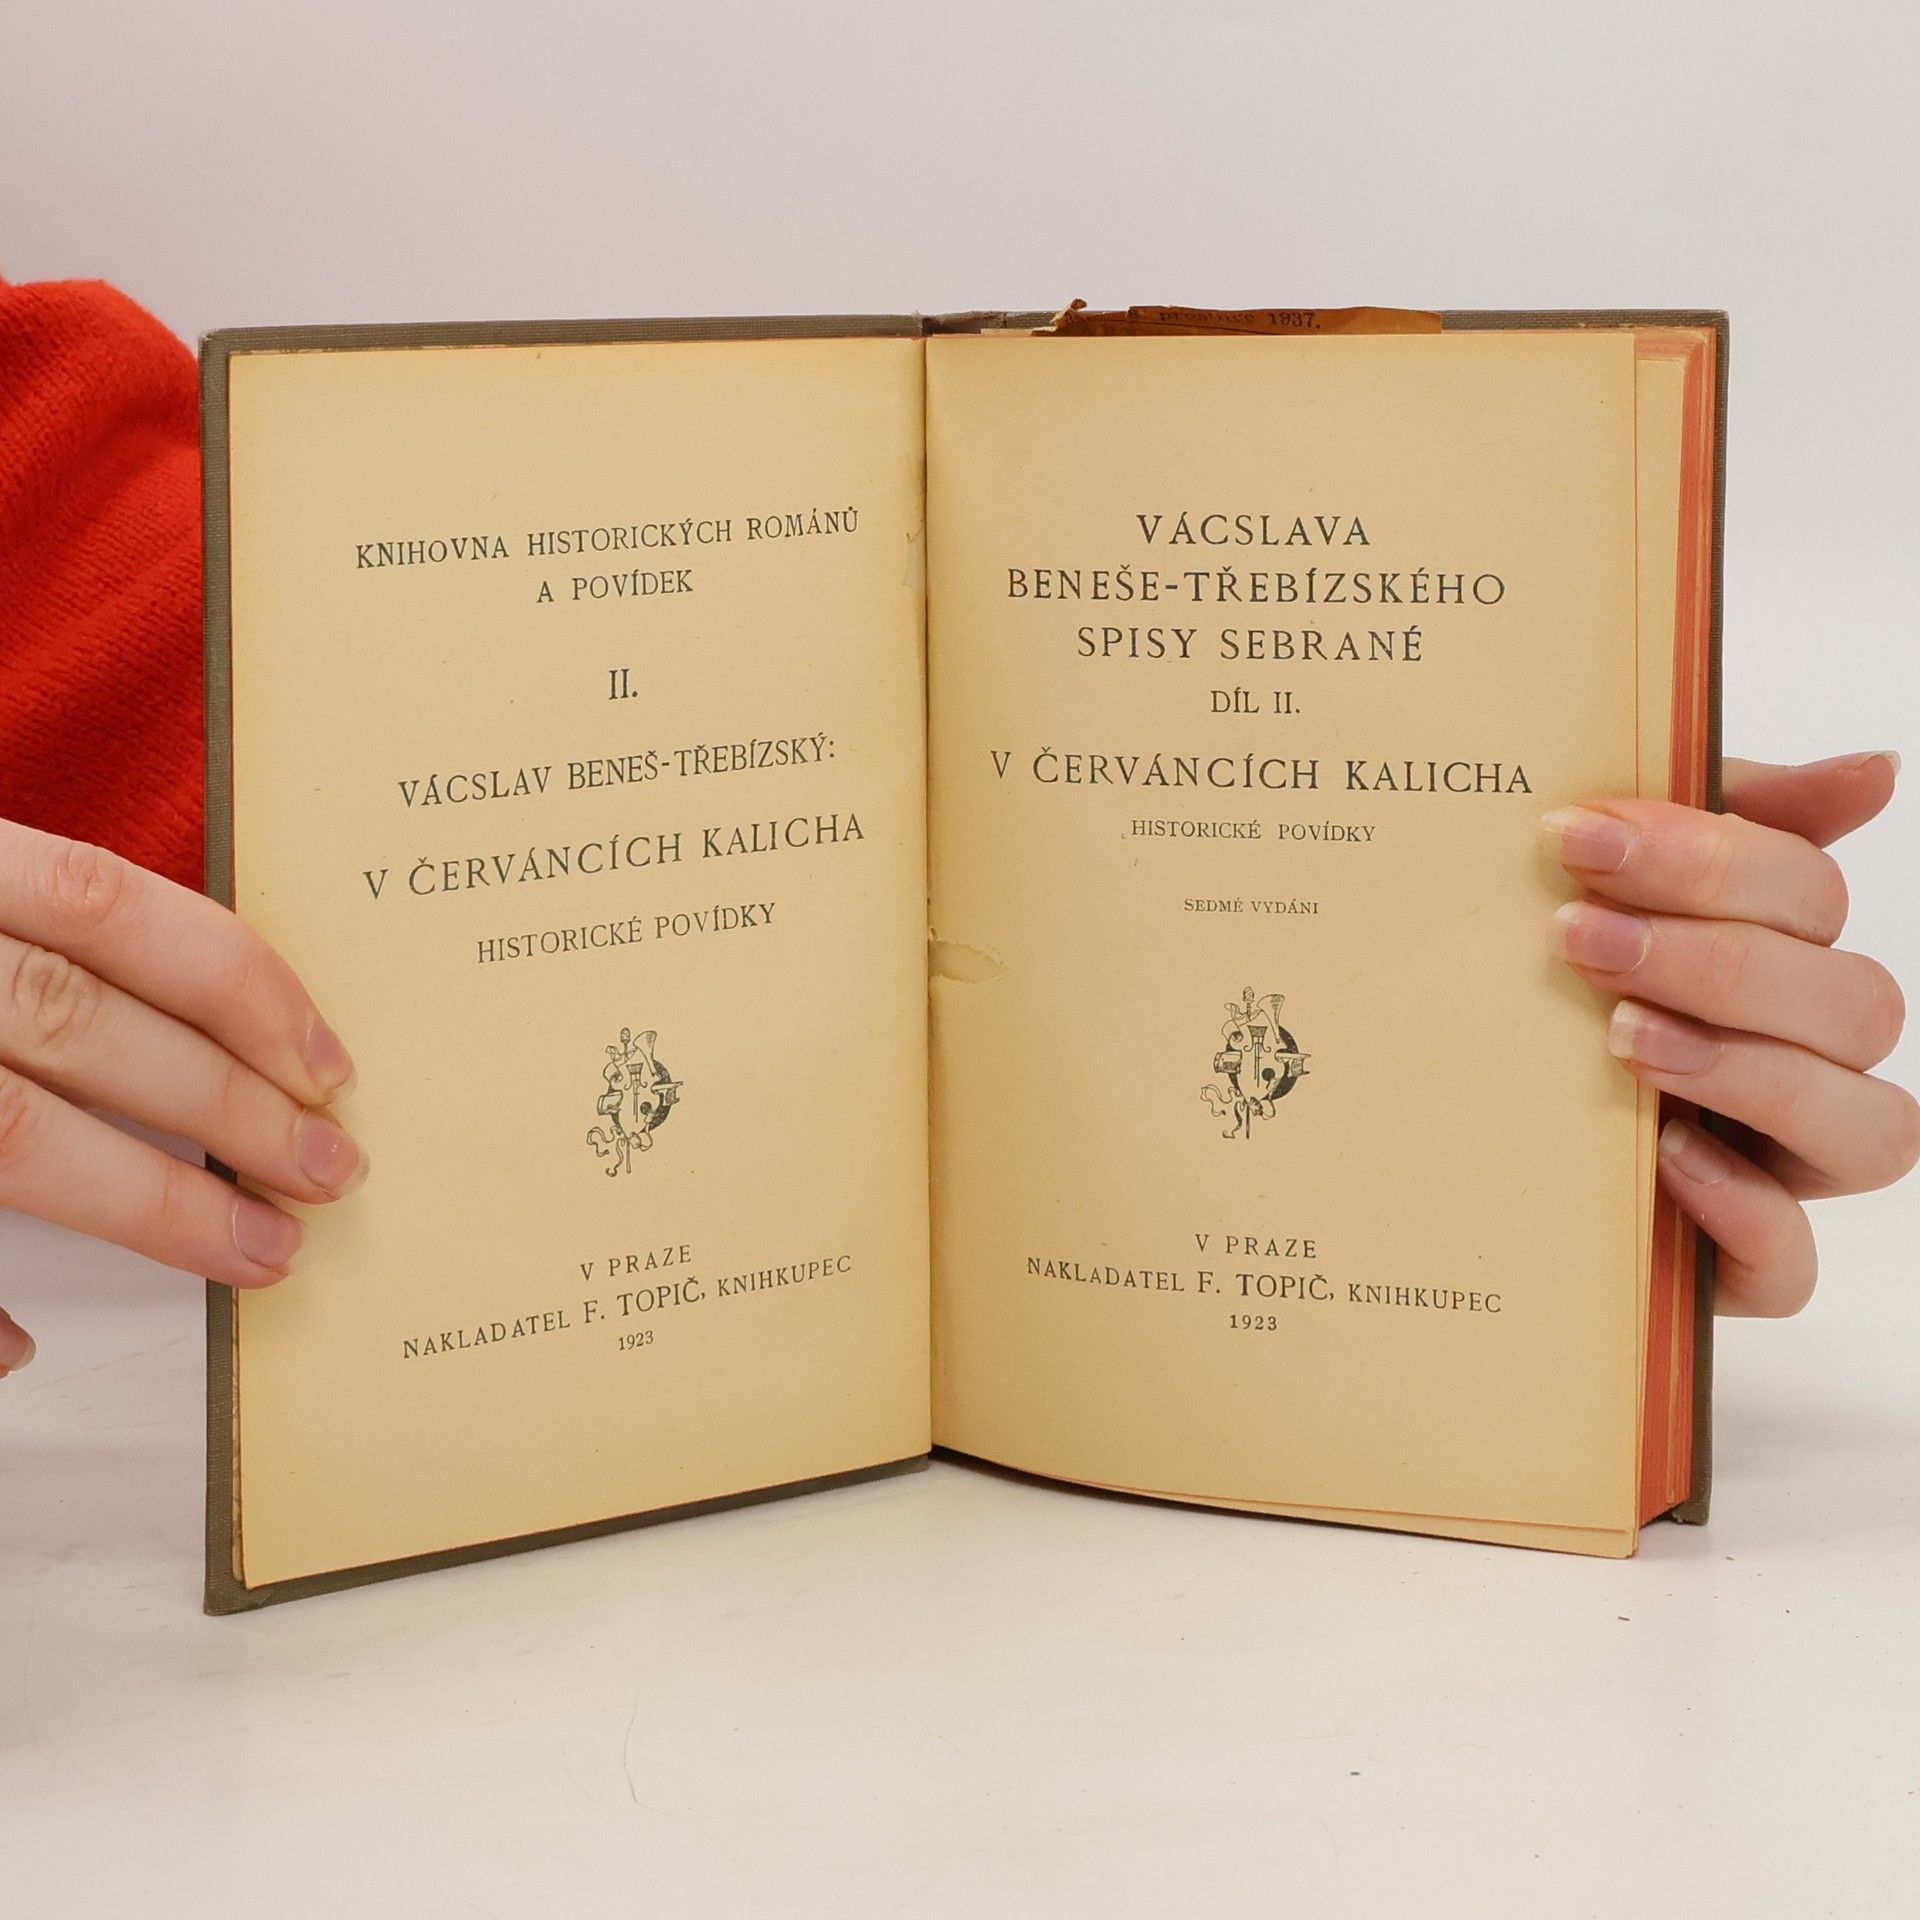 prosince 1937.
KNIHOVNA HISTORICKÝCH ROMÁNŮ
A POVÍDEK
II.
VÁCSLAV BENEŠ-TŘEBÍZSKÝ:
V ČERVÁNCÍCH KALICHA
HISTORICKÉ POVÍDKY
V PRAZE
NAKLADATEL F. TOPIČ, KNIHKUPEC
1923
VÁCSLAVA
BENEŠE-TŘEBÍZSKÉHO
SPISY SEBRANÉ
DÍL II.
V ČERVÁNCÍCH KALICHA
HISTORICKÉ POVÍDKY
SEDMÉ VYDÁNI
V PRAZE
NAKLADATEL F. TOPIČ, KNIHKUPEC
1923